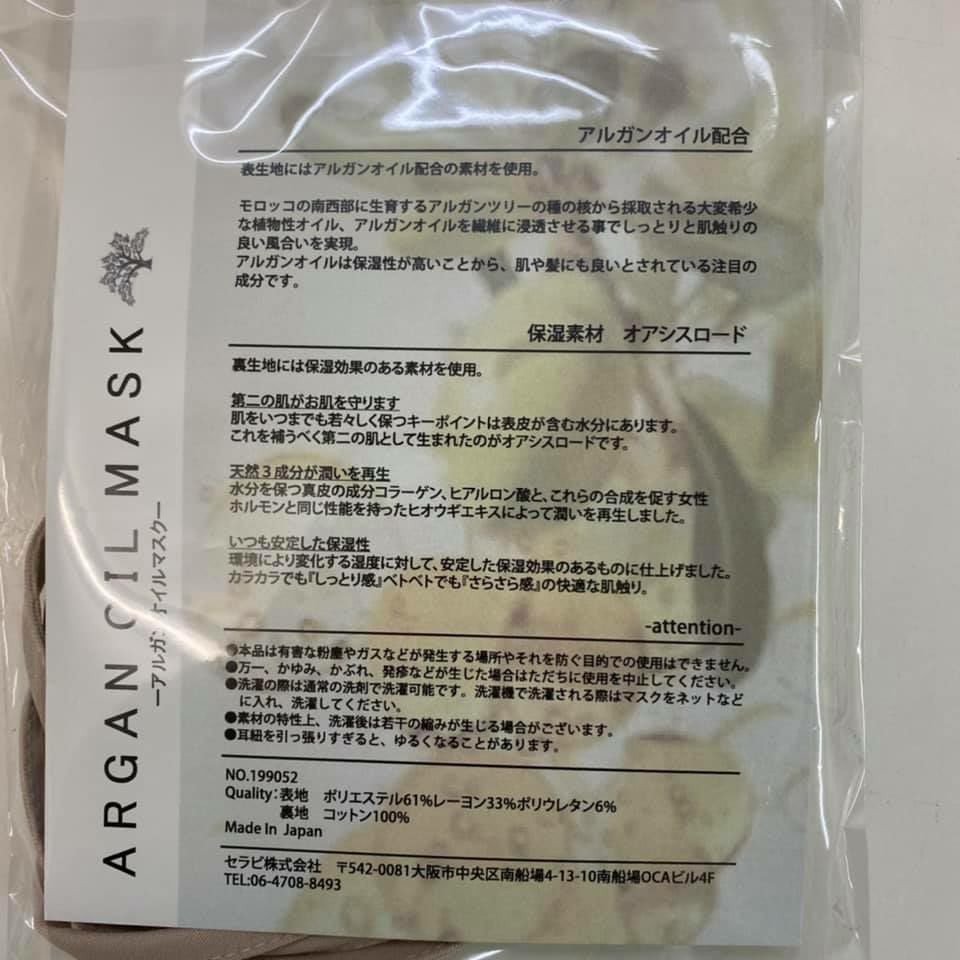 ARGAN OIL MASK
ーアルガンオイルマスクー
アルガンオイル配合
表生地にはアルガンオイル配合の素材を使用。
モロッコの南西部に生育するアルガンツリーの種の核から採取される大変希少
な植物性オイル、アルガンオイルを繊維に浸透させる事でしっとりと肌触りの
良い風合いを実現。
アルガンオイルは保湿性が高いことから、肌や髪にも良いとされている注目の
成分です。
保湿素材　オアシスロード
裏生地には保湿効果のある素材を使用。
第二の肌がお肌を守ります
肌をいつまでも若々しく保つキーポイントは表皮が含む水分にあります。
これを補うべく第二の肌として生まれたのがオアシスロードです。
天然３成分が潤いを再生
水分を保つ真皮の成分コラーゲン、ヒアルロン酸と、これらの合成を促す女性
ホルモンと同じ性能を持ったヒオウギエキスによって潤いを再生しました。
いつも安定した保湿性
環境により変化する湿度に対して、安定した保湿効果のあるものに仕上げました。
カラカラでも『しっとり感』ベトベトでも『さらさら感』の快適な肌触り。
-attention-
●本品は有害な粉塵やガスなどが発生する場所やそれを防ぐ目的での使用はできません。
●万一、かゆみ、かぶれ、発疹などが生じた場合はただちに使用を中止してください。
●洗濯の際は通常の洗剤で洗濯可能です。洗濯機で洗濯される際はマスクをネットなど
に入れ、洗濯してください。
●素材の特性上、洗濯後は若干の縮みが生じる場合がございます。
●耳紐を引っ張りすぎると、ゆるくなることがあります。
NO.199052
Quality:表地　ポリエステル61%レーヨン33%ポリウレタン6%
裏地　コットン100%
Made In Japan
セラビ株式会社　〒542-0081大阪市中央区南船場4-13-10南船場OCAビル4F
TEL:06-4708-8493